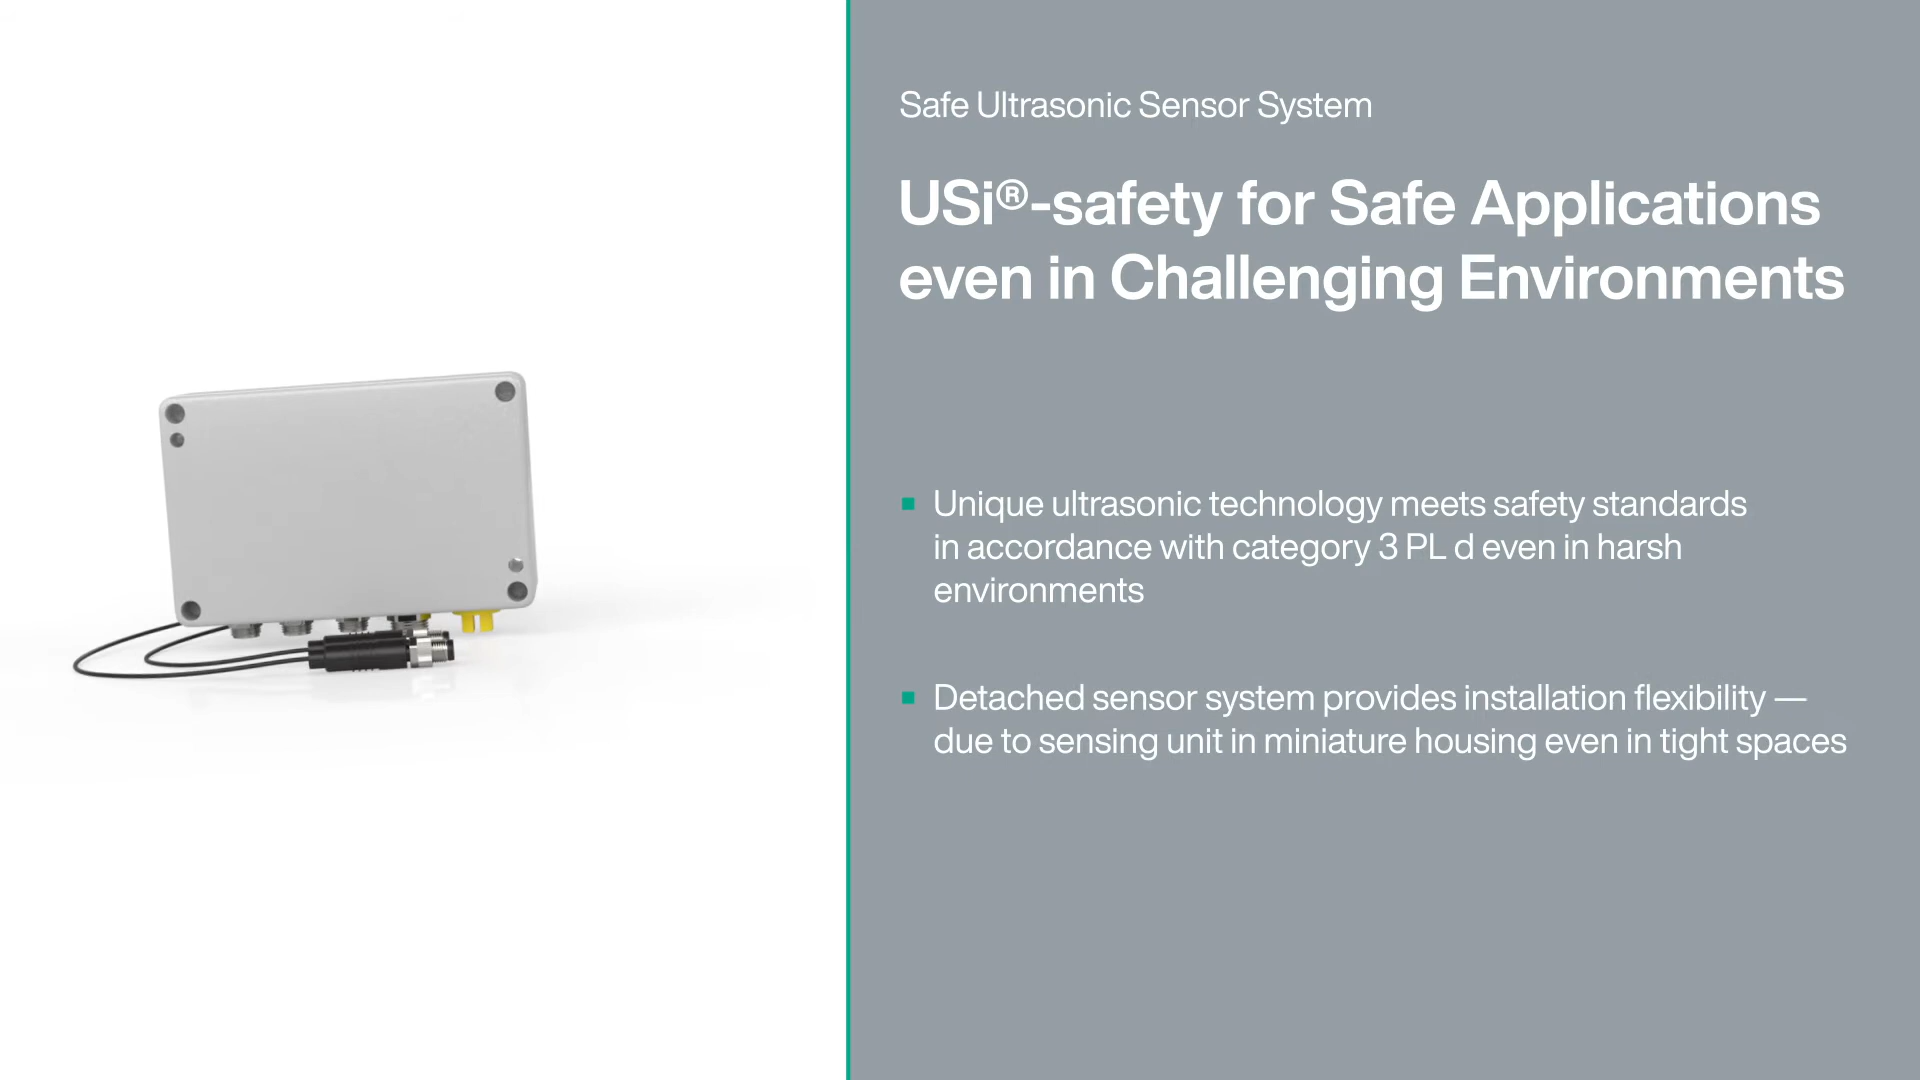 Safe Ultrasonic Sensor System
USi®-safety for Safe Applications
even in Challenging Environments
Unique ultrasonic technology meets safety standards
in accordance with category 3 PL d even in harsh
environments
Detached sensor system provides installation flexibility —
due to sensing unit in miniature housing even in tight spaces